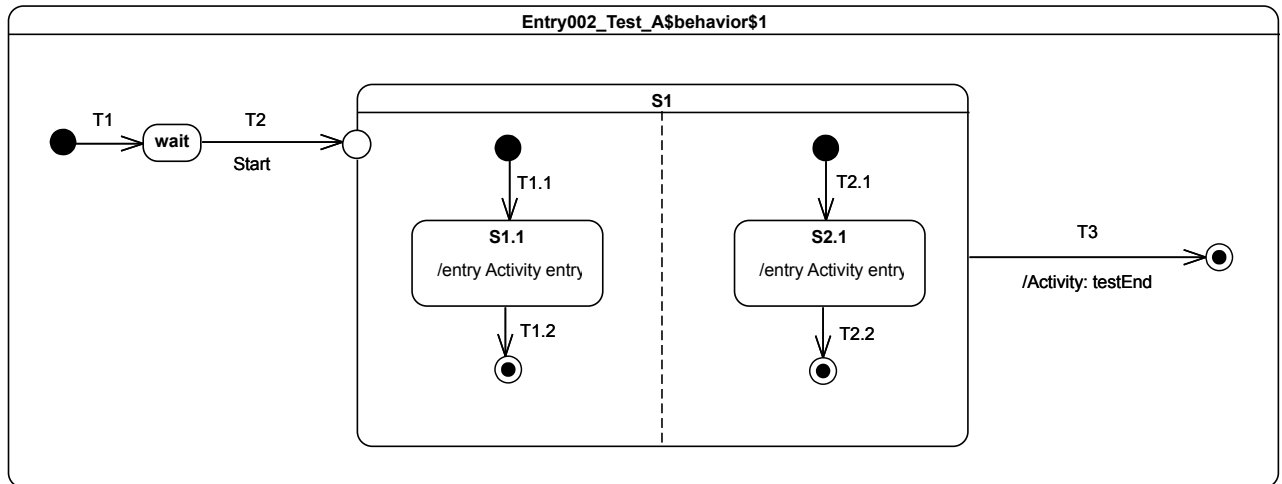 Entry002_Test_A$behavior$1
S1
T1
T2
wait
Start
T1.1
T2.1
S1.1
S2.1
/entry Activity entry
/entry Activity entry
T3
/Activity: testEnd
T1.2
T2.2